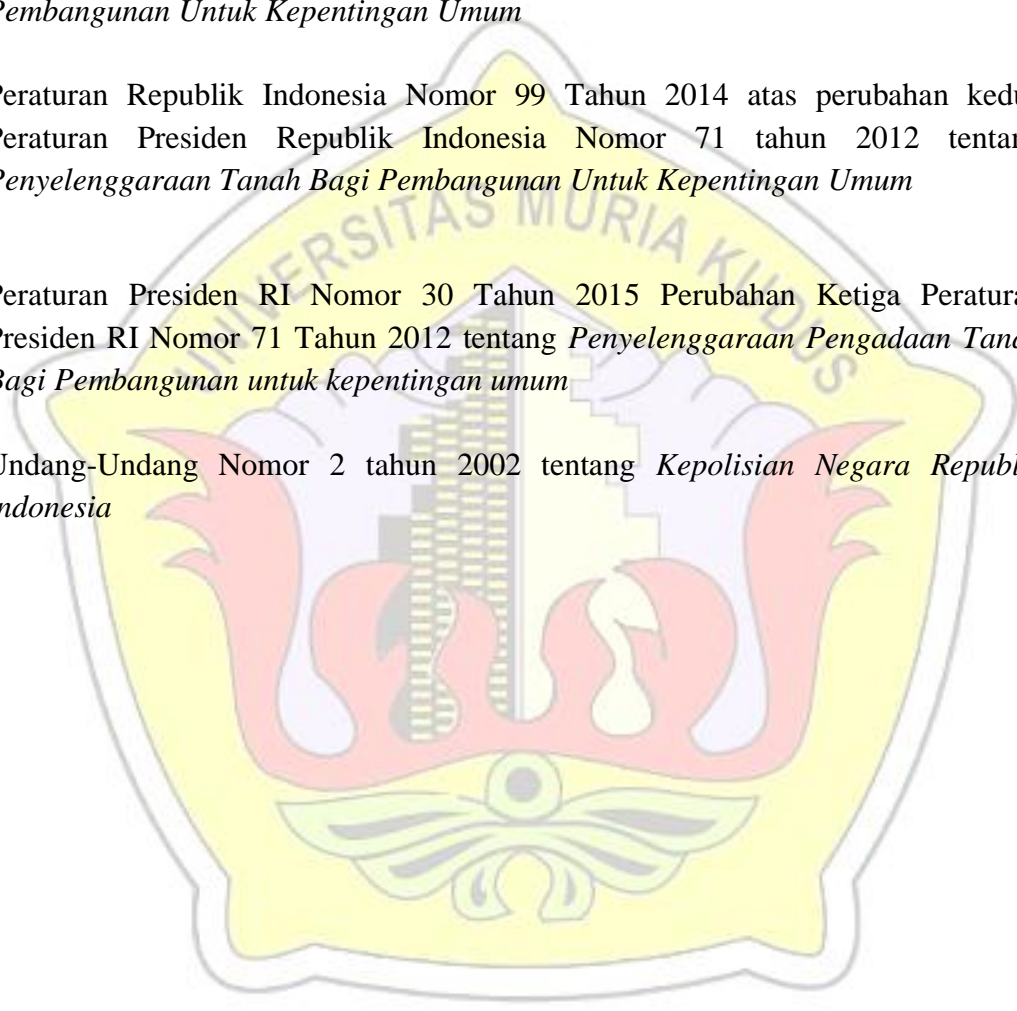 Pembangunan Untuk Kepentingan Umum
Peraturan Republik Indonesia Nomor 99 Tahun 2014 atas perubahan kedu
Peraturan Presiden Republik Indonesia Nomor 71 tahun 2012 tentan
Penyelenggaraan Tanah Bagi Pembangunan Untuk Kepentingan Umum
UNIVERSITAS MURIA KUDUS
Peraturan Presiden RI Nomor 30 Tahun 2015 Perubahan Ketiga Peratura
Presiden RI Nomor 71 Tahun 2012 tentang Penyelenggaraan Pengadaan Tana
Bagi Pembangunan untuk kepentingan umum
Undang-Undang Nomor 2 tahun 2002 tentang Kepolisian Negara Republ
Indonesia